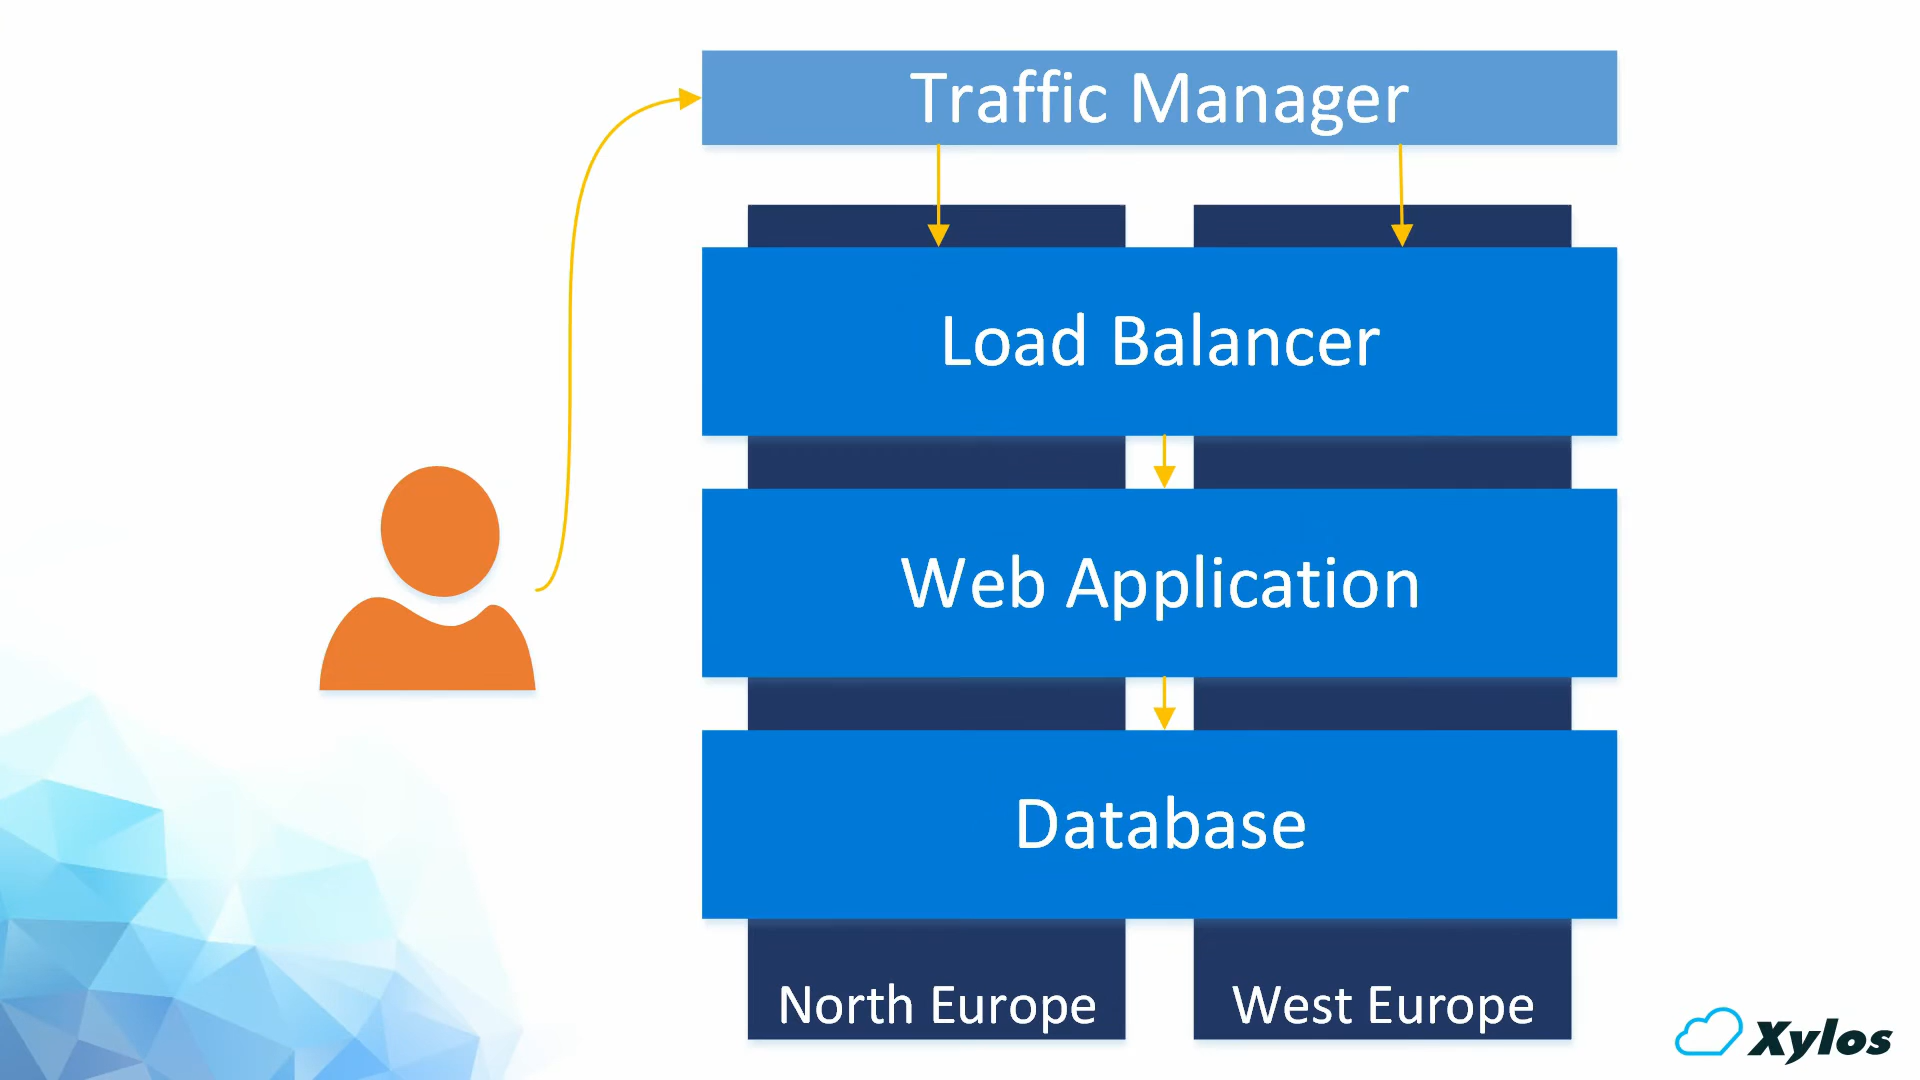 Traffic Manager
Load Balancer
Web Application
Database
North Europe
West Europe
Xylos